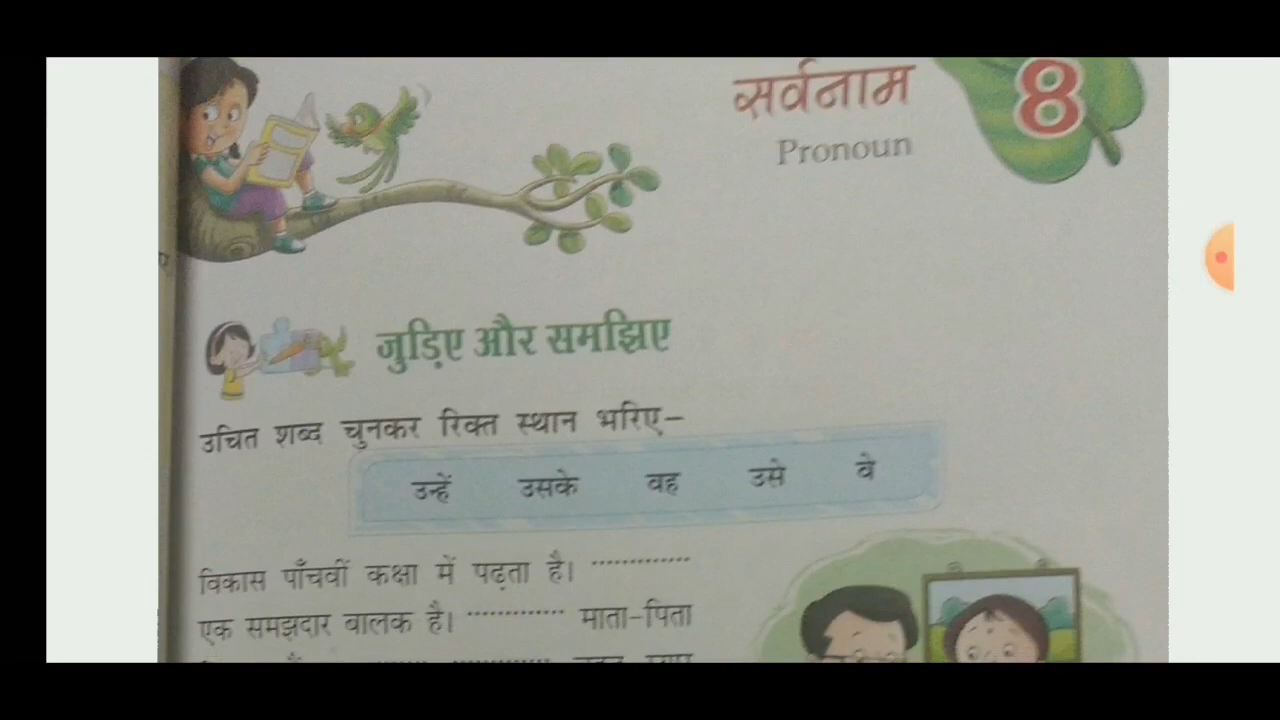 सर्वनाम
8
Pronoun
जुड़िए और समझिए
उचित शब्द चुनकर रिक्त स्थान भरिए–
उन्हें उसके वह उसे वे
विकास पाँचवीं कक्षा में पढ़ता है। ············
एक समझदार बालक है। ············ माता-पिता